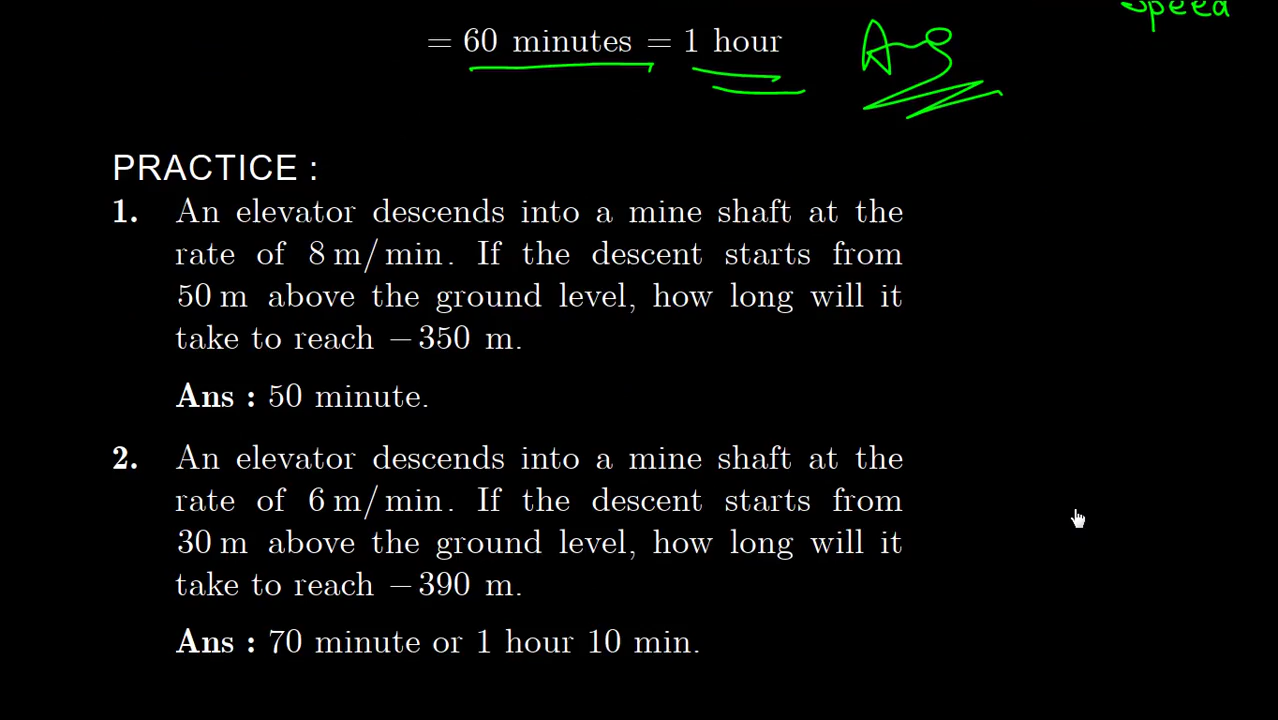 Speed
= 60 minutes = 1 hour
Ans
PRACTICE :
1. An elevator descends into a mine shaft at the
rate of 8 m/min. If the descent starts from
50 m above the ground level, how long will it
take to reach − 350 m.
Ans : 50 minute.
2. An elevator descends into a mine shaft at the
rate of 6 m/min. If the descent starts from
30 m above the ground level, how long will it
take to reach − 390 m.
Ans : 70 minute or 1 hour 10 min.